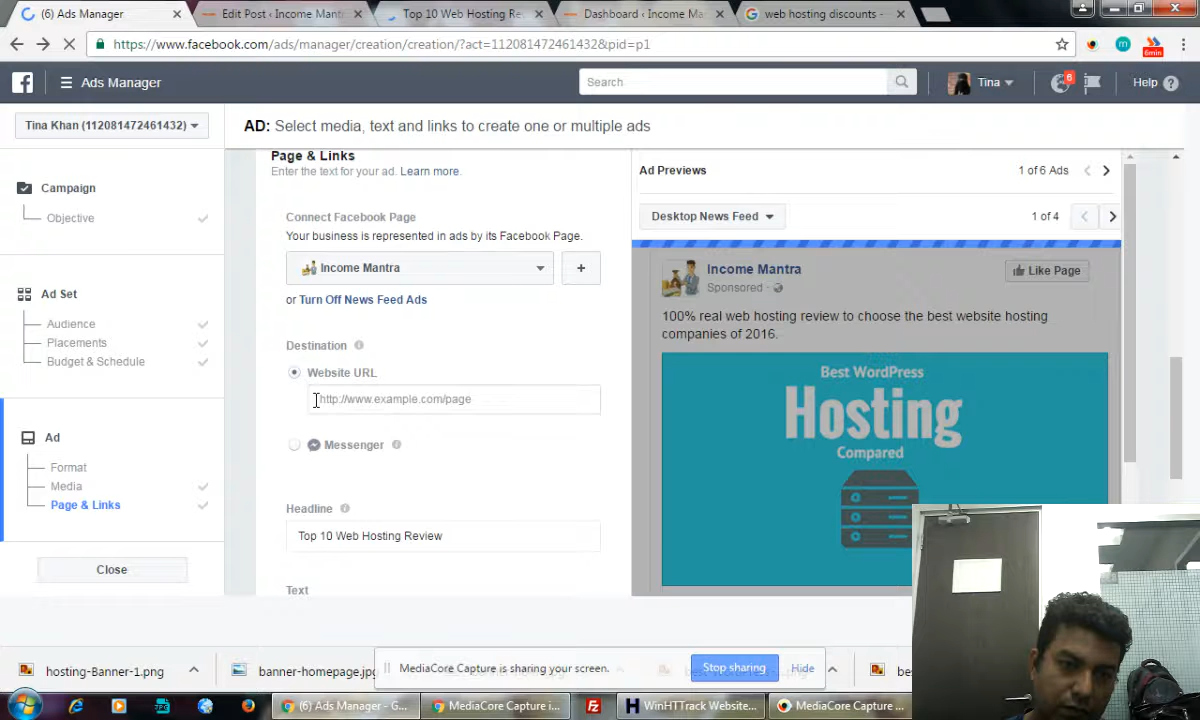 (6) Ads Manager
Edit Post ‹ Income Mant
Top 10 Web Hosting Re
Dashboard ‹ Income Ma
web hosting discounts -
https://www.facebook.com/ads/manager/creation/creation/?act=112081472461432&pid=p1
6min
Ads Manager
Search
Tina
6
Help
Tina Khan (112081472461432)
AD: Select media, text and links to create one or multiple ads
Campaign
Objective
Ad Set
Audience
Placements
Budget & Schedule
Ad
Format
Media
Page & Links
Close
Page & Links
Enter the text for your ad. Learn more.
Connect Facebook Page
Your business is represented in ads by its Facebook Page.
Income Mantra
+
or Turn Off News Feed Ads
Destination
Website URL
http://www.example.com/page
Messenger
Headline
Top 10 Web Hosting Review
Text
Ad Previews
1 of 6 Ads
Desktop News Feed
1 of 4
Income Mantra
Like Page
Sponsored ·
100% real web hosting review to choose the best website hosting
companies of 2016.
Best WordPress
Hosting
Compared
hosting-Banner-1.png
banner-homepage.jpg
MediaCore Capture is sharing your screen.
Stop sharing
Hide
(6) Ads Manager - G...
MediaCore Capture i...
WinHTTrack Website...
MediaCore Capture ...